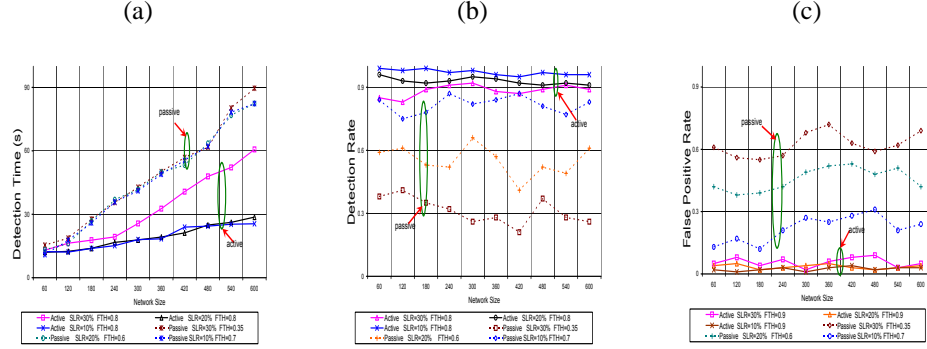 (a)
(b)
(c)
Detection Time (s)
90
60
30
0
passive
active
60 120 180 240 300 360 420 480 540 600
Network Size
Active SLR=30% FTH=0.8
Active SLR=20% FTH=0.8
Active SLR=10% FTH=0.8
Passive SLR=30% FTH=0.35
Passive SLR=20% FTH=0.6
Passive SLR=10% FTH=0.7
Detection Rate
0.9
0.6
0.3
0
passive
active
60 120 180 240 300 360 420 480 540 600
Network Size
Active SLR=30% FTH=0.8
Active SLR=20% FTH=0.8
Active SLR=10% FTH=0.8
Passive SLR=30% FTH=0.35
Passive SLR=20% FTH=0.6
Passive SLR=10% FTH=0.7
False Positive Rate
0.9
0.6
0.3
0
passive
active
60 120 180 240 300 360 420 480 540 600
Network Size
Active SLR=30% FTH=0.9
Active SLR=20% FTH=0.9
Active SLR=10% FTH=0.9
Passive SLR=30% FTH=0.35
Passive SLR=20% FTH=0.6
Passive SLR=10% FTH=0.7